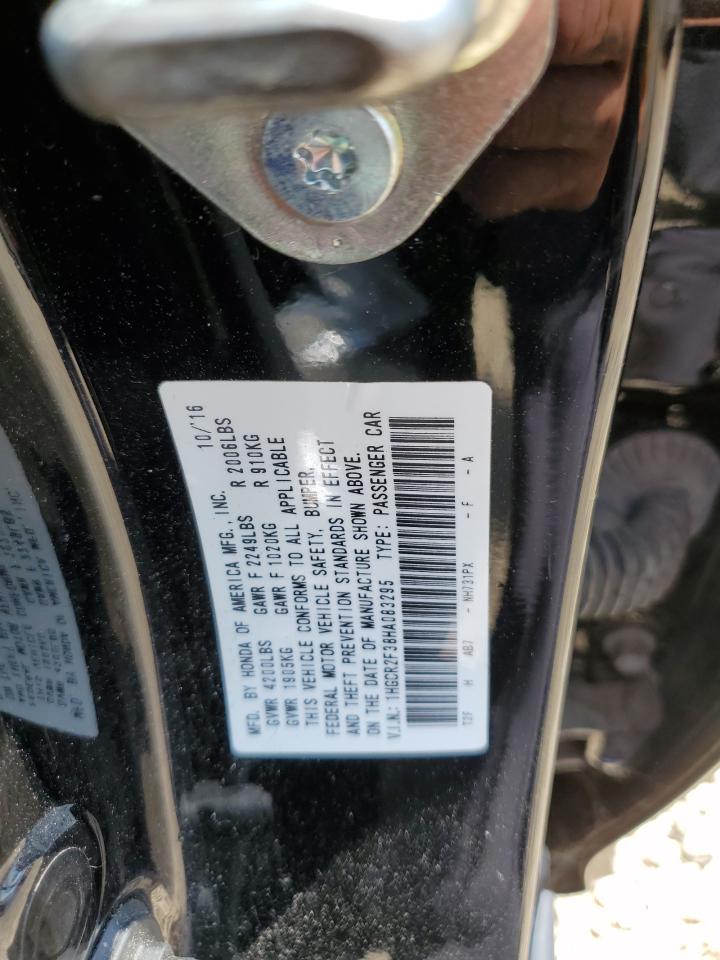 MFD. BY HONDA OF AMERICA MFG., INC. 10/'16
GVWR 4200LBS GAWR F 2248LBS R 2006LBS
GVWR 1905KG GAWR F 1020KG R 910KG
THIS VEHICLE CONFORMS TO ALL APPLICABLE
FEDERAL MOTOR VEHICLE SAFETY, BUMPER,
AND THEFT PREVENTION STANDARDS IN EFFECT
ON THE DATE OF MANUFACTURE SHOWN ABOVE.
V.I.N.: 1HGCR2F38HA083295 TYPE: PASSENGER CAR
T2F H AB7 - NH731PX - F - A